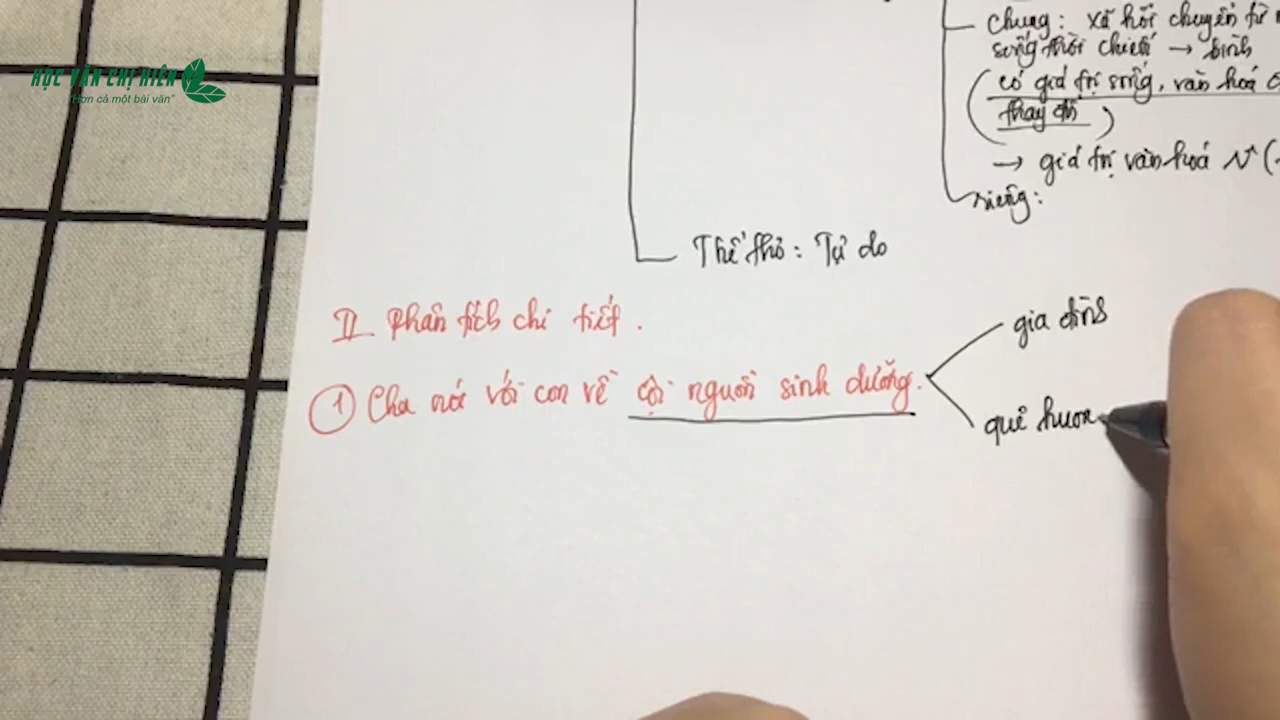 HỌC VĂN CHỊ HIÊN
"Hơn cả một bài văn"
chung: xã hội chuyển từ
sống thời chiến → bình
có giá trị sống, văn hoá
thay đổi
→ giá trị văn hoá
riêng:
Thể thơ: Tự do
II. Phân tích chi tiết.
1 Cha nói với con về cội nguồn sinh dưỡng.
gia đình
quê hươn